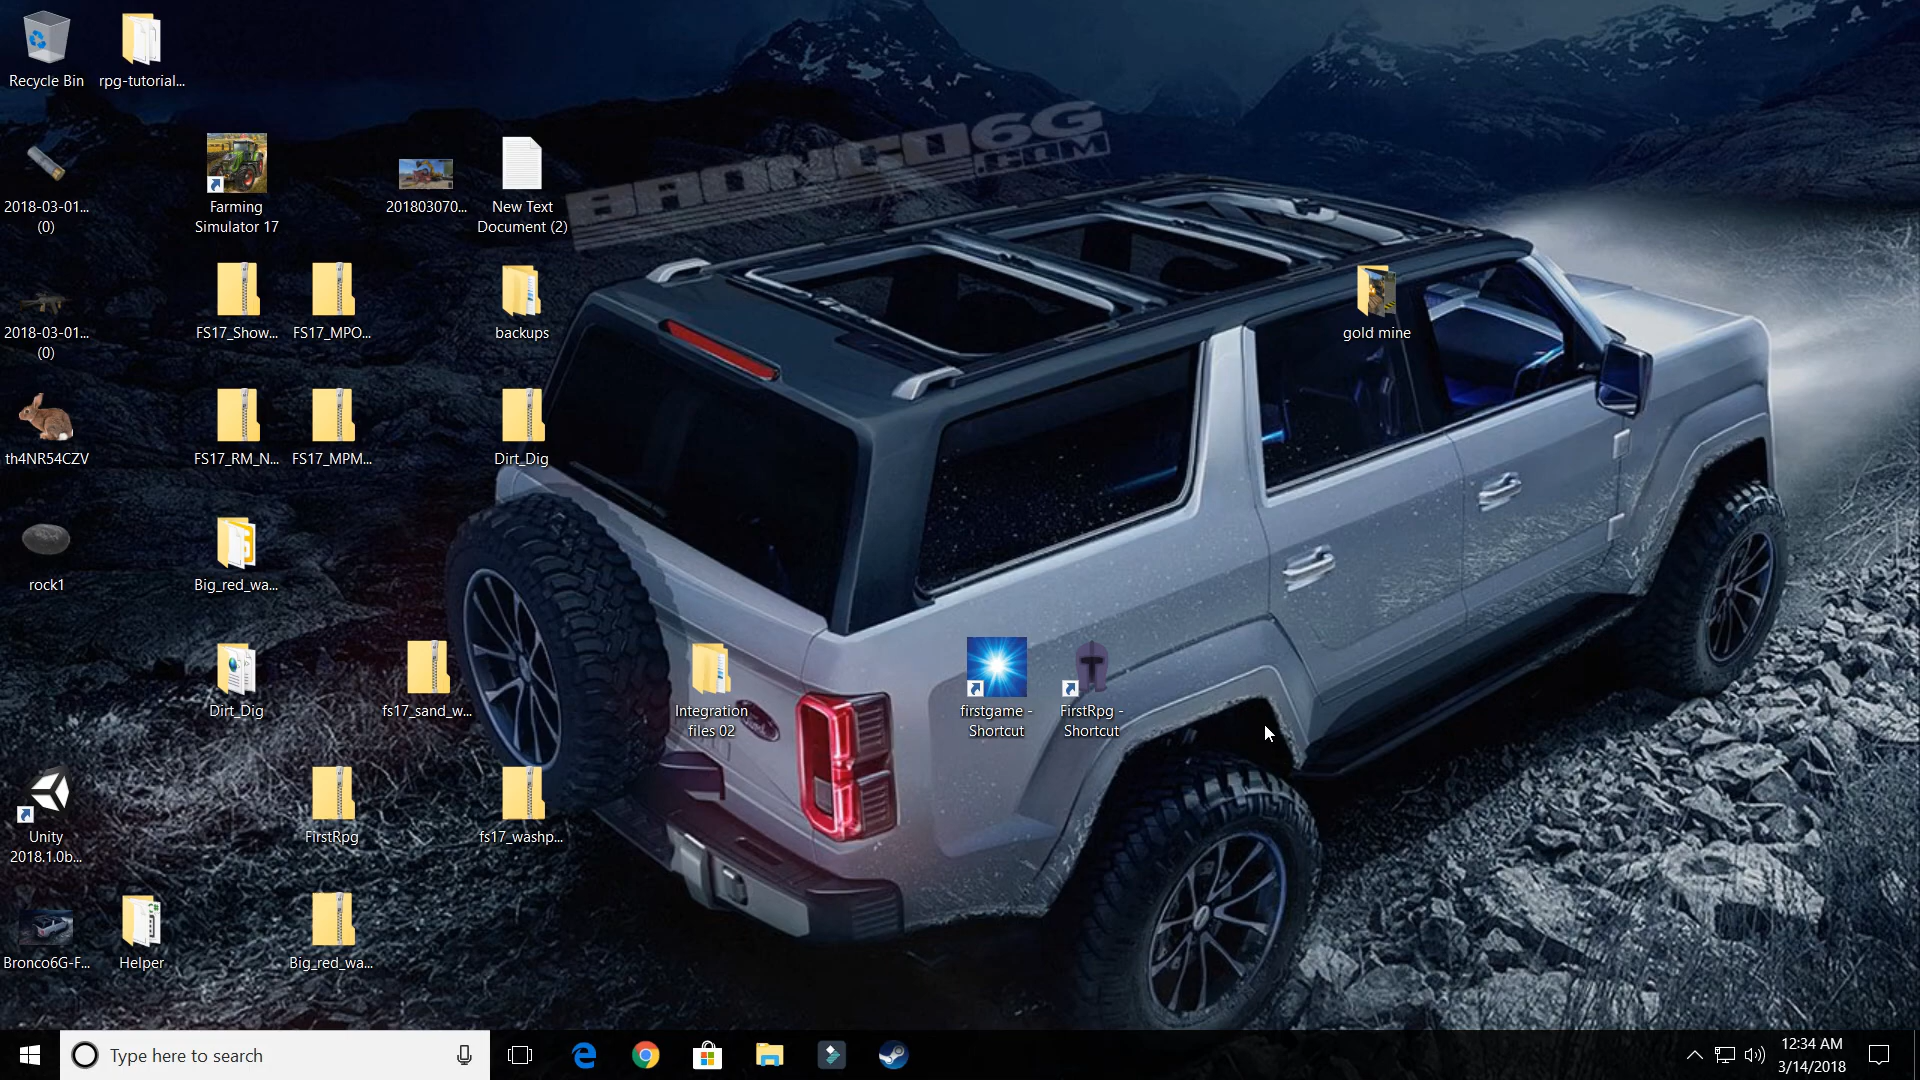 Recycle Bin
rpg-tutorial...
BRONCO6G
.COM
2018-03-01...
(0)
Farming
Simulator 17
201803070...
New Text
Document (2)
2018-03-01...
(0)
FS17_Show...
FS17_MPO...
backups
gold mine
th4NR54CZV
FS17_RM_N...
FS17_MPM...
Dirt_Dig
rock1
Big_red_wa...
Dirt_Dig
fs17_sand_w...
Integration
files 02
firstgame -
Shortcut
FirstRpg -
Shortcut
Unity
2018.1.0b...
FirstRpg
fs17_washp...
Bronco6G-F...
Helper
Big_red_wa...
Type here to search
12:34 AM
3/14/2018